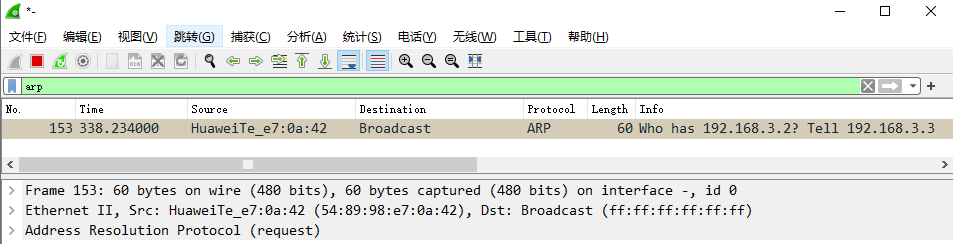 *-
文件(F) 编辑(E) 视图(V) 跳转(G) 捕获(C) 分析(A) 统计(S) 电话(Y) 无线(W) 工具(T) 帮助(H)
arp
No. Time Source Destination Protocol Length Info
153 338.234000 HuaweiTe_e7:0a:42 Broadcast ARP 60 Who has 192.168.3.2? Tell 192.168.3.3
Frame 153: 60 bytes on wire (480 bits), 60 bytes captured (480 bits) on interface -, id 0
Ethernet II, Src: HuaweiTe_e7:0a:42 (54:89:98:e7:0a:42), Dst: Broadcast (ff:ff:ff:ff:ff:ff)
Address Resolution Protocol (request)